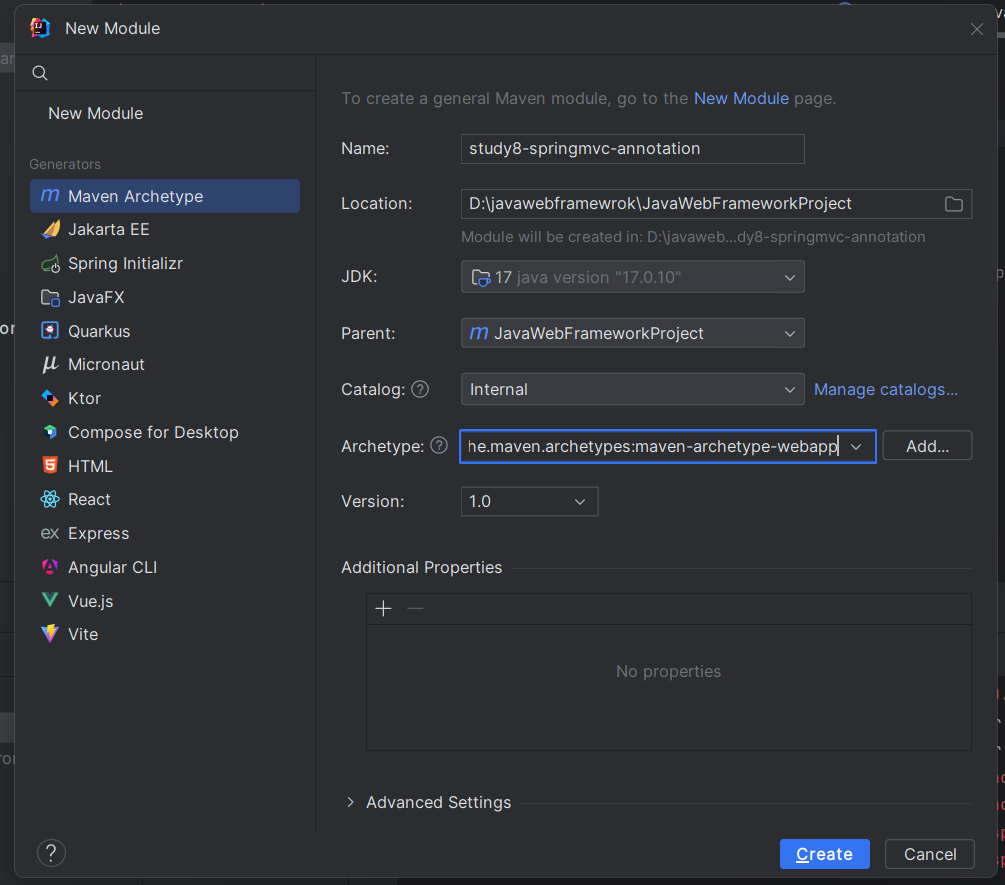 New Module
New Module
Generators
Maven Archetype
Jakarta EE
Spring Initializr
JavaFX
Quarkus
Micronaut
Ktor
Compose for Desktop
HTML
React
Express
Angular CLI
Vue.js
Vite
To create a general Maven module, go to the New Module page.
Name: study8-springmvc-annotation
Location: D:\javawebframewrok\JavaWebFrameworkProject
Module will be created in: D:\javaweb...dy8-springmvc-annotation
JDK: 17 java version "17.0.10"
Parent: m JavaWebFrameworkProject
Catalog: ? Internal Manage catalogs...
Archetype: ? ne.maven.archetypes:maven-archetype-webapp Add...
Version: 1.0
Additional Properties
No properties
Advanced Settings
? Create Cancel